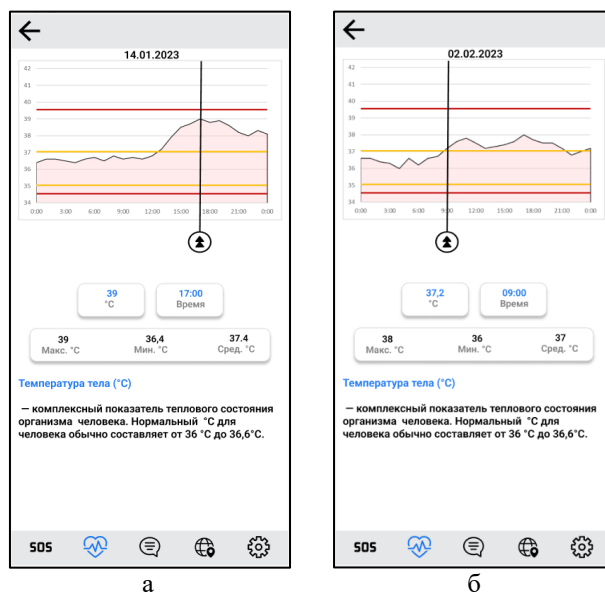 14.01.2023
42
41
40
39
38
37
36
35
34
0:00 3:00 6:00 9:00 12:00 15:00 18:00 21:00 0:00
39 17:00
°C Время
39 36,4 37.4
Макс. °C Мин. °C Сред. °C
Температура тела (°C)
— комплексный показатель теплового состояния
организма человека. Нормальный °C для
человека обычно составляет от 36 °C до 36,6°C.
SOS
а
02.02.2023
42
41
40
39
38
37
36
35
34
0:00 3:00 6:00 9:00 12:00 15:00 18:00 21:00 0:00
37,2 09:00
°C Время
38 36 37
Макс. °C Мин. °C Сред. °C
Температура тела (°C)
— комплексный показатель теплового состояния
организма человека. Нормальный °C для
человека обычно составляет от 36 °C до 36,6°C.
SOS
б